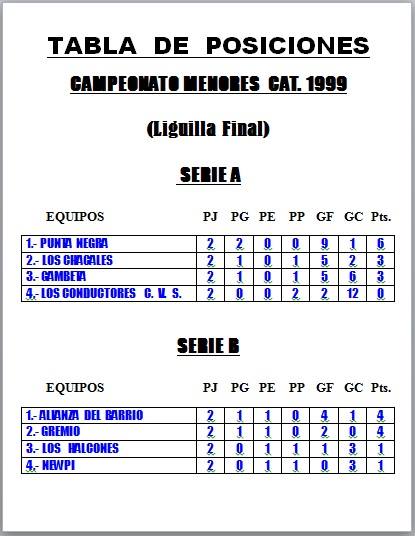 TABLA DE POSICIONES
CAMPEONATO MENORES CAT. 1999
(Liguilla Final)
SERIE A
EQUIPOS PJ PG PE PP GF GC Pts.
1.- PUNTA NEGRA 2 2 0 0 9 1 6
2.- LOS CHACALES 2 1 0 1 5 2 3
3.- GAMBETA 2 1 0 1 5 6 3
4.- LOS CONDUCTORES C. V. S. 2 0 0 2 2 12 0
SERIE B
EQUIPOS PJ PG PE PP GF GC Pts.
1.- ALIANZA DEL BARRIO 2 1 1 0 4 1 4
2.- GREMIO 2 1 1 0 2 0 4
3.- LOS HALCONES 2 0 1 1 1 3 1
4.- NEWPI 2 0 1 1 0 3 1